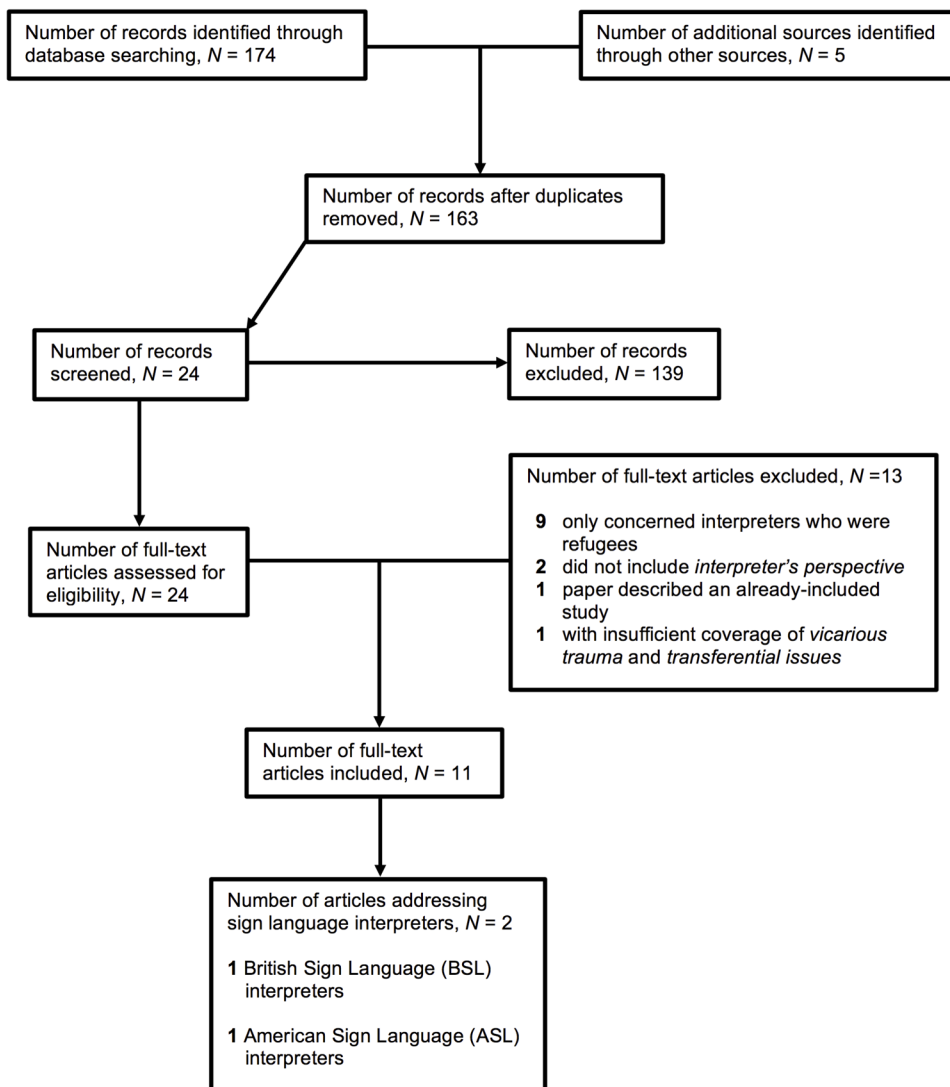 Number of records identified through
database searching, N = 174
Number of additional sources identified
through other sources, N = 5
Number of records after duplicates
removed, N = 163
Number of records
screened, N = 24
Number of records
excluded, N = 139
Number of full-text
articles assessed for
eligibility, N = 24
Number of full-text articles excluded, N =13
9 only concerned interpreters who were
refugees
2 did not include interpreter's perspective
1 paper described an already-included
study
1 with insufficient coverage of vicarious
trauma and transferential issues
Number of full-text
articles included, N = 11
Number of articles addressing
sign language interpreters, N = 2
1 British Sign Language (BSL)
interpreters
1 American Sign Language (ASL)
interpreters